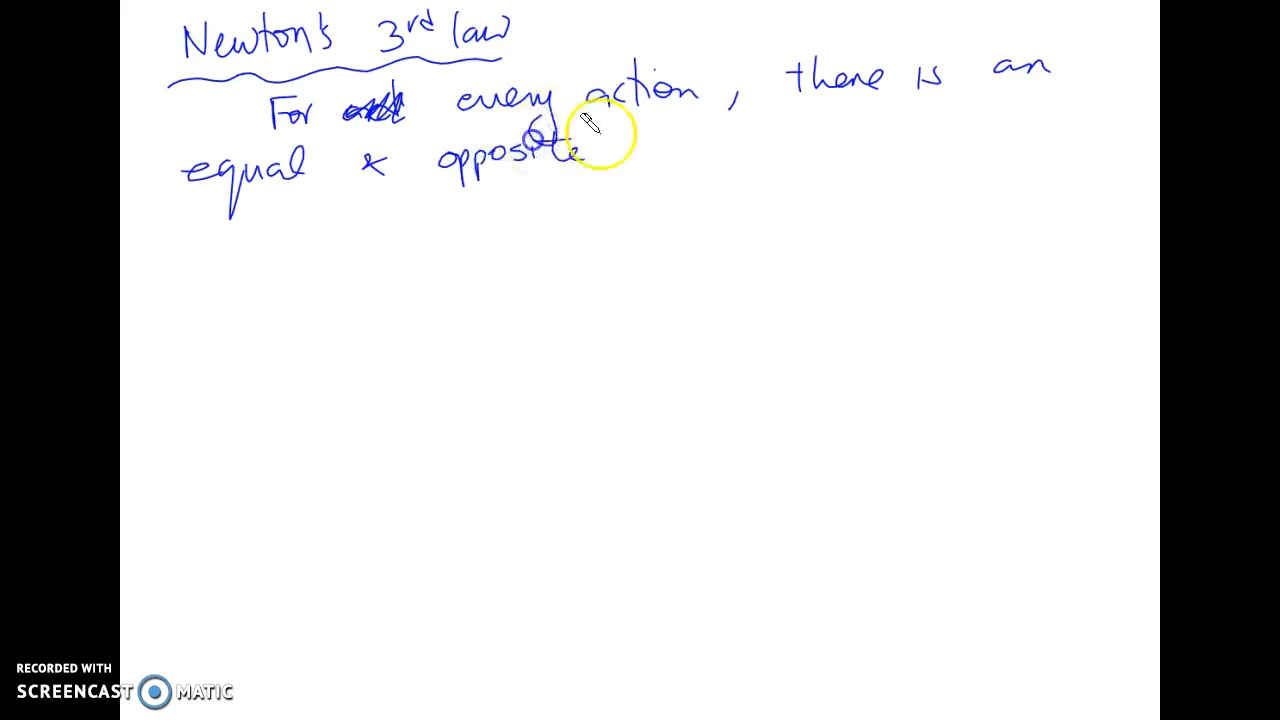 Newton's 3rd law
For every action, there is an
equal & opposite
RECORDED WITH
SCREENCAST MATIC